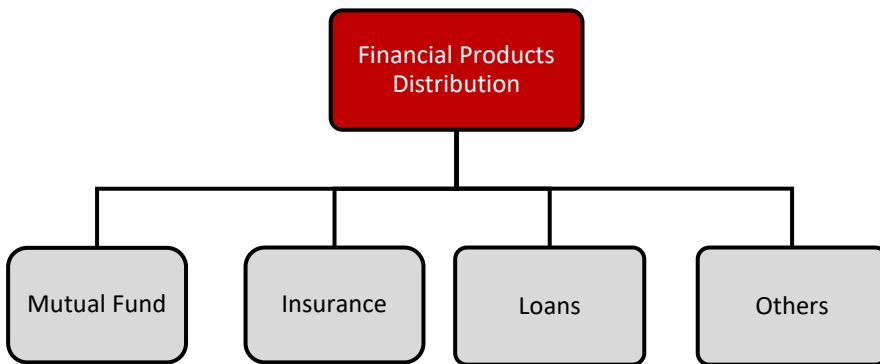 Financial Products
Distribution
Mutual Fund
Insurance
Loans
Others